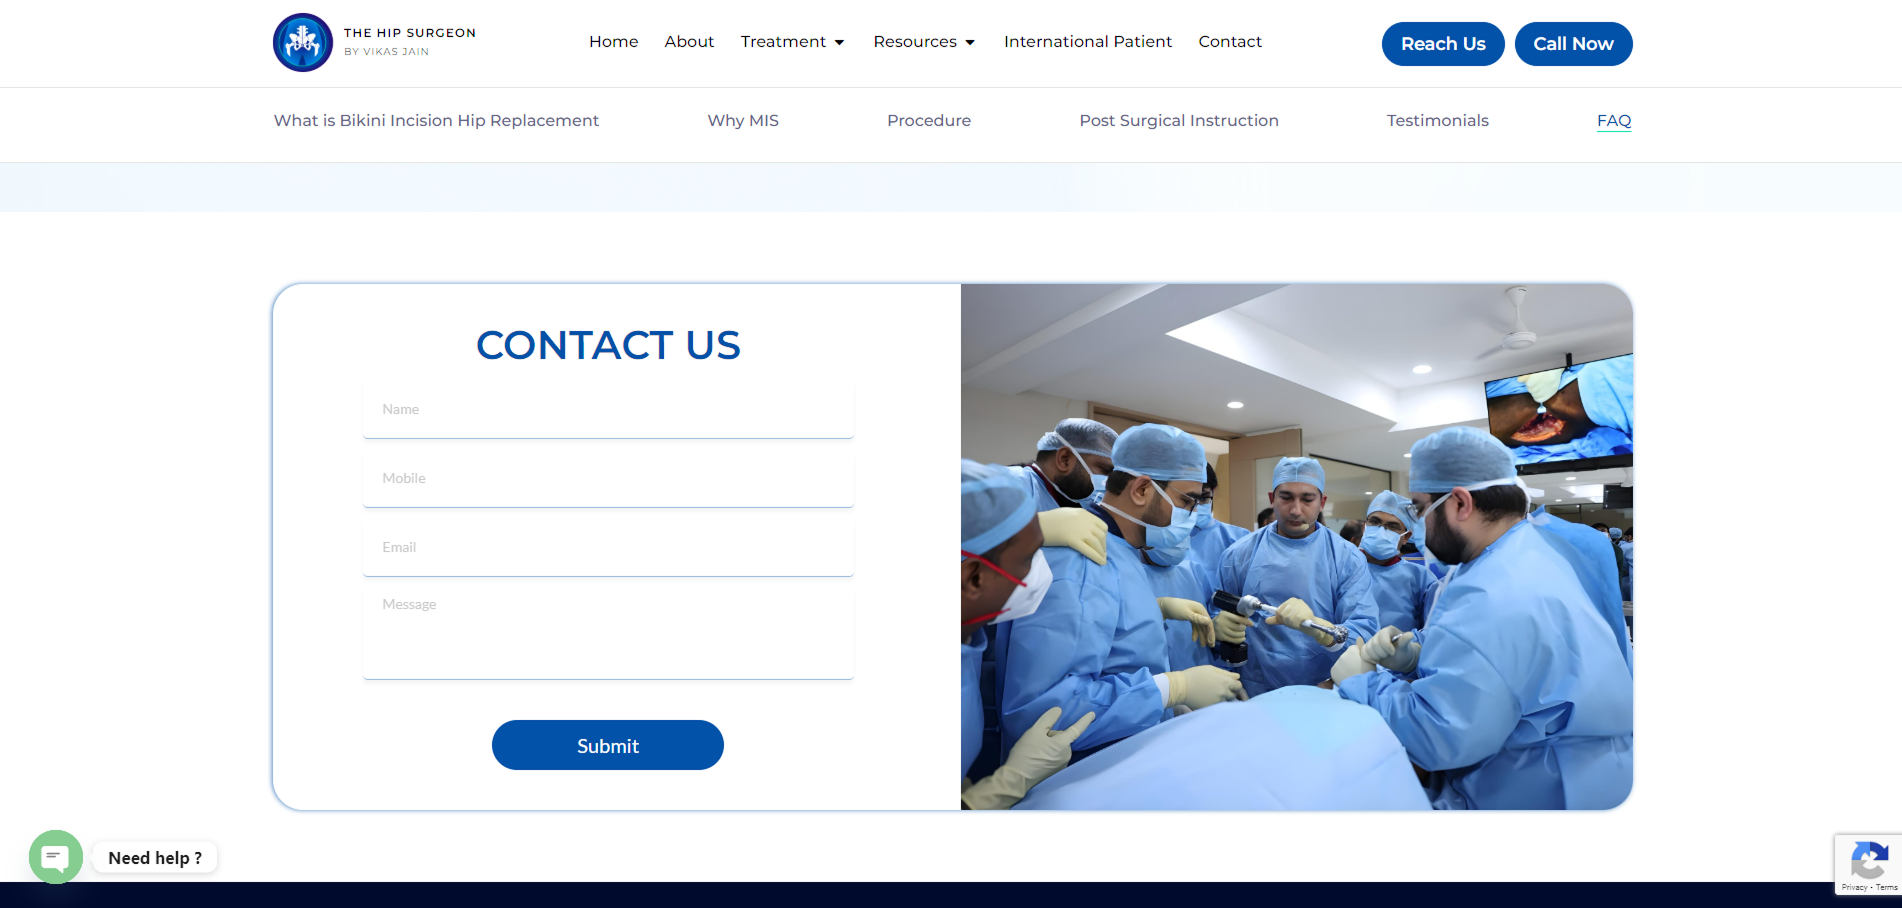 THE HIP SURGEON
BY VIKAS JAIN
Home About Treatment Resources International Patient Contact
Reach Us Call Now
What is Bikini Incision Hip Replacement Why MIS Procedure Post Surgical Instruction Testimonials FAQ
CONTACT US
Name
Mobile
Email
Message
Submit
Need help ?
Privacy - Terms